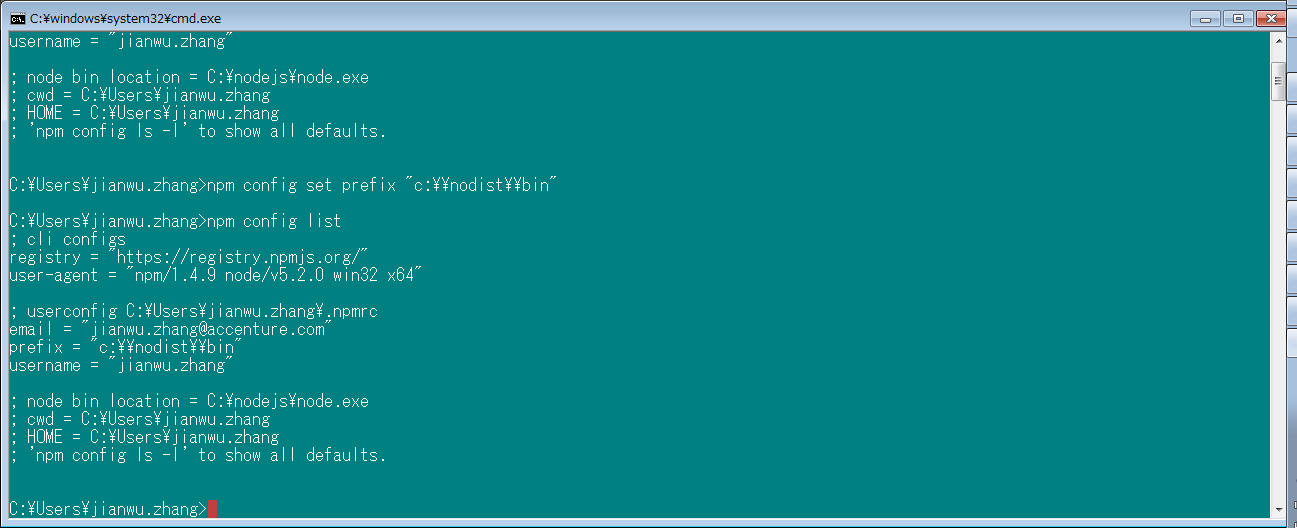 C:¥windows¥system32¥cmd.exe
username = "jianwu.zhang"
; node bin location = C:¥nodejs¥node.exe
; cwd = C:¥Users¥jianwu.zhang
; HOME = C:¥Users¥jianwu.zhang
; 'npm config ls -l' to show all defaults.
C:¥Users¥jianwu.zhang>npm config set prefix "c:¥¥nodist¥¥bin"
C:¥Users¥jianwu.zhang>npm config list
; cli configs
registry = "https://registry.npmjs.org/"
user-agent = "npm/1.4.9 node/v5.2.0 win32 x64"
; userconfig C:¥Users¥jianwu.zhang¥.npmrc
email = "jianwu.zhang@accenture.com"
prefix = "c:¥¥nodist¥¥bin"
username = "jianwu.zhang"
; node bin location = C:¥nodejs¥node.exe
; cwd = C:¥Users¥jianwu.zhang
; HOME = C:¥Users¥jianwu.zhang
; 'npm config ls -l' to show all defaults.
C:¥Users¥jianwu.zhang>